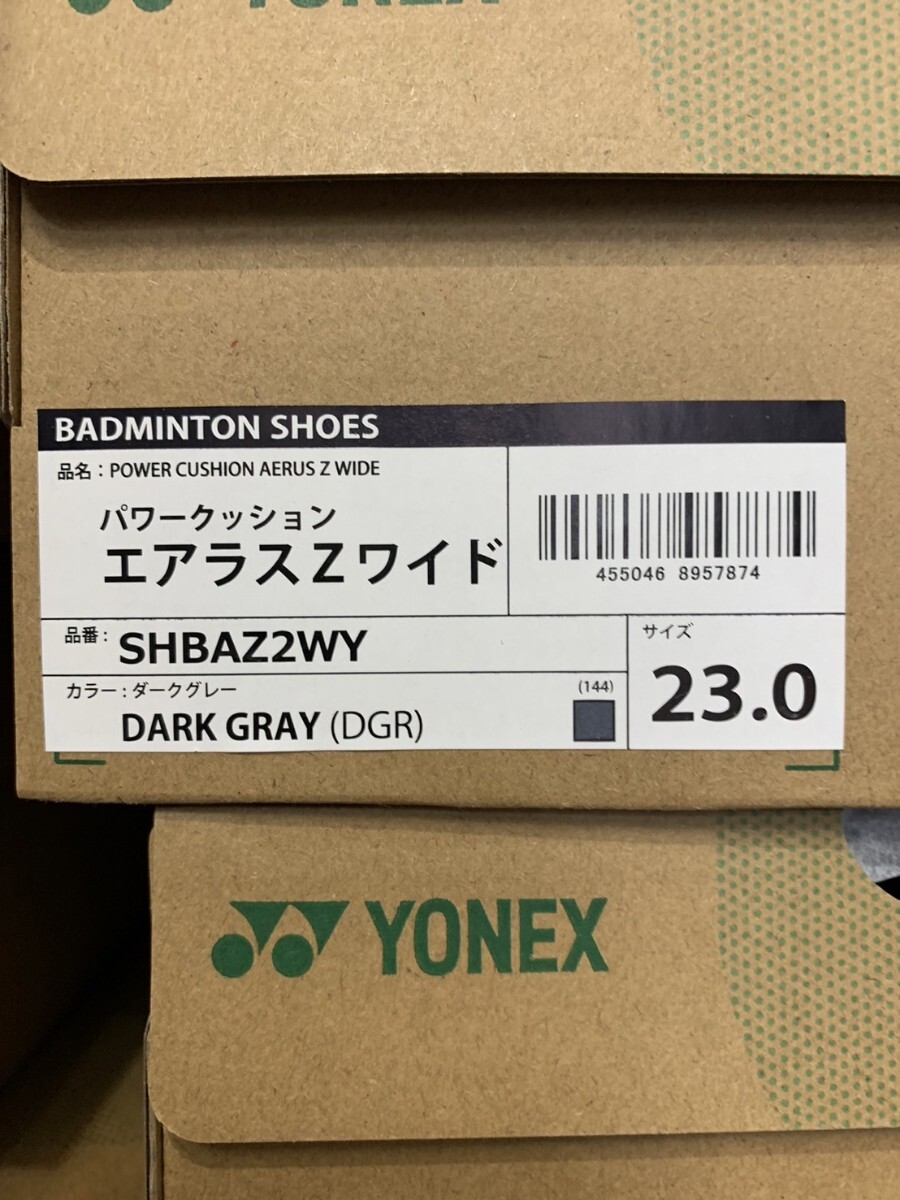 YONEX
BADMINTON SHOES
品名：POWER CUSHION AERUS Z WIDE
パワークッション
エアラスZワイド
455046 8957874
品番：SHBAZ2WY
サイズ
23.0
カラー：ダークグレー
(144)
DARK GRAY (DGR)
YONEX